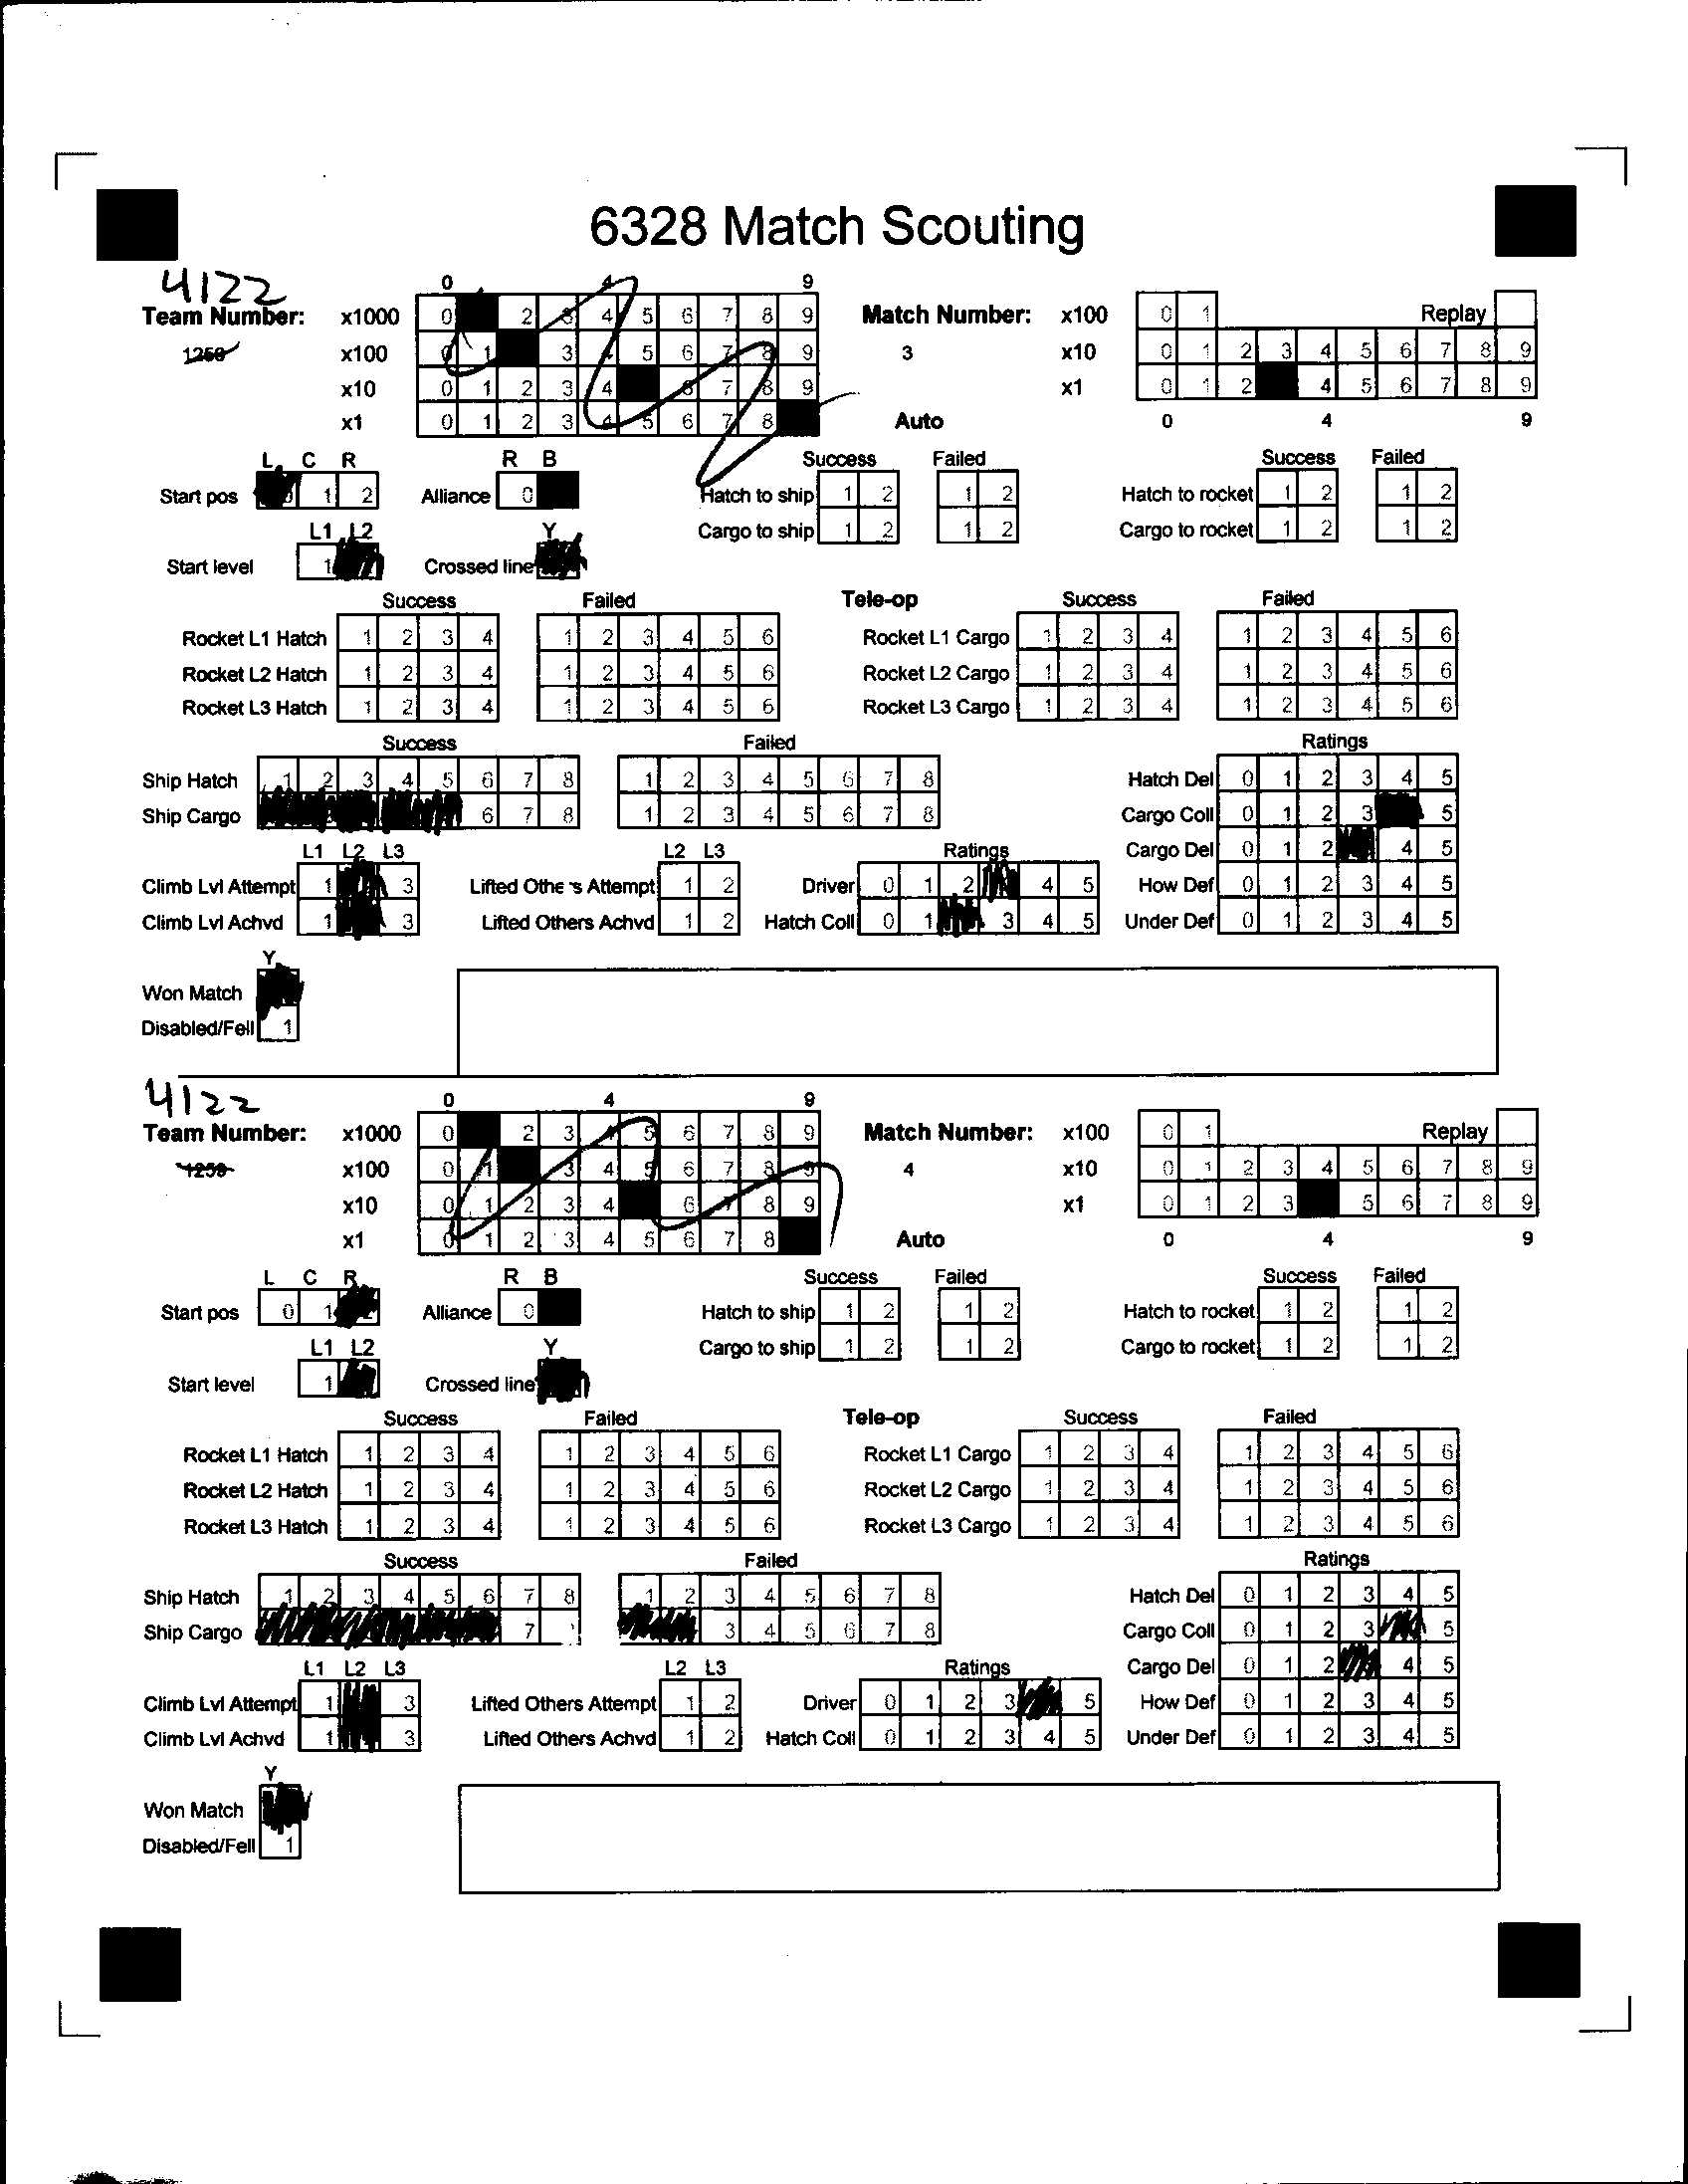 6328 Match Scouting
4122
0 4 9
Team Number: x1000 0 2 3 4 5 6 7 8 9 Match Number: x100 0 1 Replay
1259 x100 0 1 3 4 5 6 7 8 9 3 x10 0 1 2 3 4 5 6 7 8 9
x10 0 1 2 3 4 6 7 8 9 x1 0 1 2 4 5 6 7 8 9
x1 0 1 2 3 4 5 6 7 8 Auto 0 4 9
L C R R B Success Failed Success Failed
Start pos 0 1 2 Alliance 0 Hatch to ship 1 2 1 2 Hatch to rocket 1 2 1 2
L1 L2 Y Cargo to ship 1 2 1 2 Cargo to rocket 1 2 1 2
Start level 1 Crossed line
Success Failed Tele-op Success Failed
Rocket L1 Hatch 1 2 3 4 1 2 3 4 5 6 Rocket L1 Cargo 1 2 3 4 1 2 3 4 5 6
Rocket L2 Hatch 1 2 3 4 1 2 3 4 5 6 Rocket L2 Cargo 1 2 3 4 1 2 3 4 5 6
Rocket L3 Hatch 1 2 3 4 1 2 3 4 5 6 Rocket L3 Cargo 1 2 3 4 1 2 3 4 5 6
Success Failed Ratings
Ship Hatch 1 2 3 4 5 6 7 8 1 2 3 4 5 6 7 8 Hatch Del 0 1 2 3 4 5
Ship Cargo 6 7 8 1 2 3 4 5 6 7 8 Cargo Coll 0 1 2 3 5
L1 L2 L3 L2 L3 Ratings Cargo Del 0 1 2 4 5
Climb Lvl Attempt 1 3 Lifted Others Attempt 1 2 Driver 0 1 2 4 5 How Def 0 1 2 3 4 5
Climb Lvl Achvd 1 3 Lifted Others Achvd 1 2 Hatch Coll 0 1 3 4 5 Under Def 0 1 2 3 4 5
Y
Won Match
Disabled/Fell 1
4122
0 4 9
Team Number: x1000 0 2 3 4 5 6 7 8 9 Match Number: x100 0 1 Replay
1259 x100 0 1 3 4 5 6 7 8 9 4 x10 0 1 2 3 4 5 6 7 8 9
x10 0 1 2 3 4 6 7 8 9 x1 0 1 2 3 5 6 7 8 9
x1 0 1 2 3 4 5 6 7 8 Auto 0 4 9
L C R R B Success Failed Success Failed
Start pos 0 1 2 Alliance 0 Hatch to ship 1 2 1 2 Hatch to rocket 1 2 1 2
L1 L2 Y Cargo to ship 1 2 1 2 Cargo to rocket 1 2 1 2
Start level 1 Crossed line
Success Failed Tele-op Success Failed
Rocket L1 Hatch 1 2 3 4 1 2 3 4 5 6 Rocket L1 Cargo 1 2 3 4 1 2 3 4 5 6
Rocket L2 Hatch 1 2 3 4 1 2 3 4 5 6 Rocket L2 Cargo 1 2 3 4 1 2 3 4 5 6
Rocket L3 Hatch 1 2 3 4 1 2 3 4 5 6 Rocket L3 Cargo 1 2 3 4 1 2 3 4 5 6
Success Failed Ratings
Ship Hatch 1 2 3 4 5 6 7 8 1 2 3 4 5 6 7 8 Hatch Del 0 1 2 3 4 5
Ship Cargo 7 3 4 5 6 7 8 Cargo Coll 0 1 2 3 5
L1 L2 L3 L2 L3 Ratings Cargo Del 0 1 2 4 5
Climb Lvl Attempt 1 3 Lifted Others Attempt 1 2 Driver 0 1 2 3 5 How Def 0 1 2 3 4 5
Climb Lvl Achvd 1 3 Lifted Others Achvd 1 2 Hatch Coll 0 1 2 3 4 5 Under Def 0 1 2 3 4 5
Y
Won Match
Disabled/Fell 1